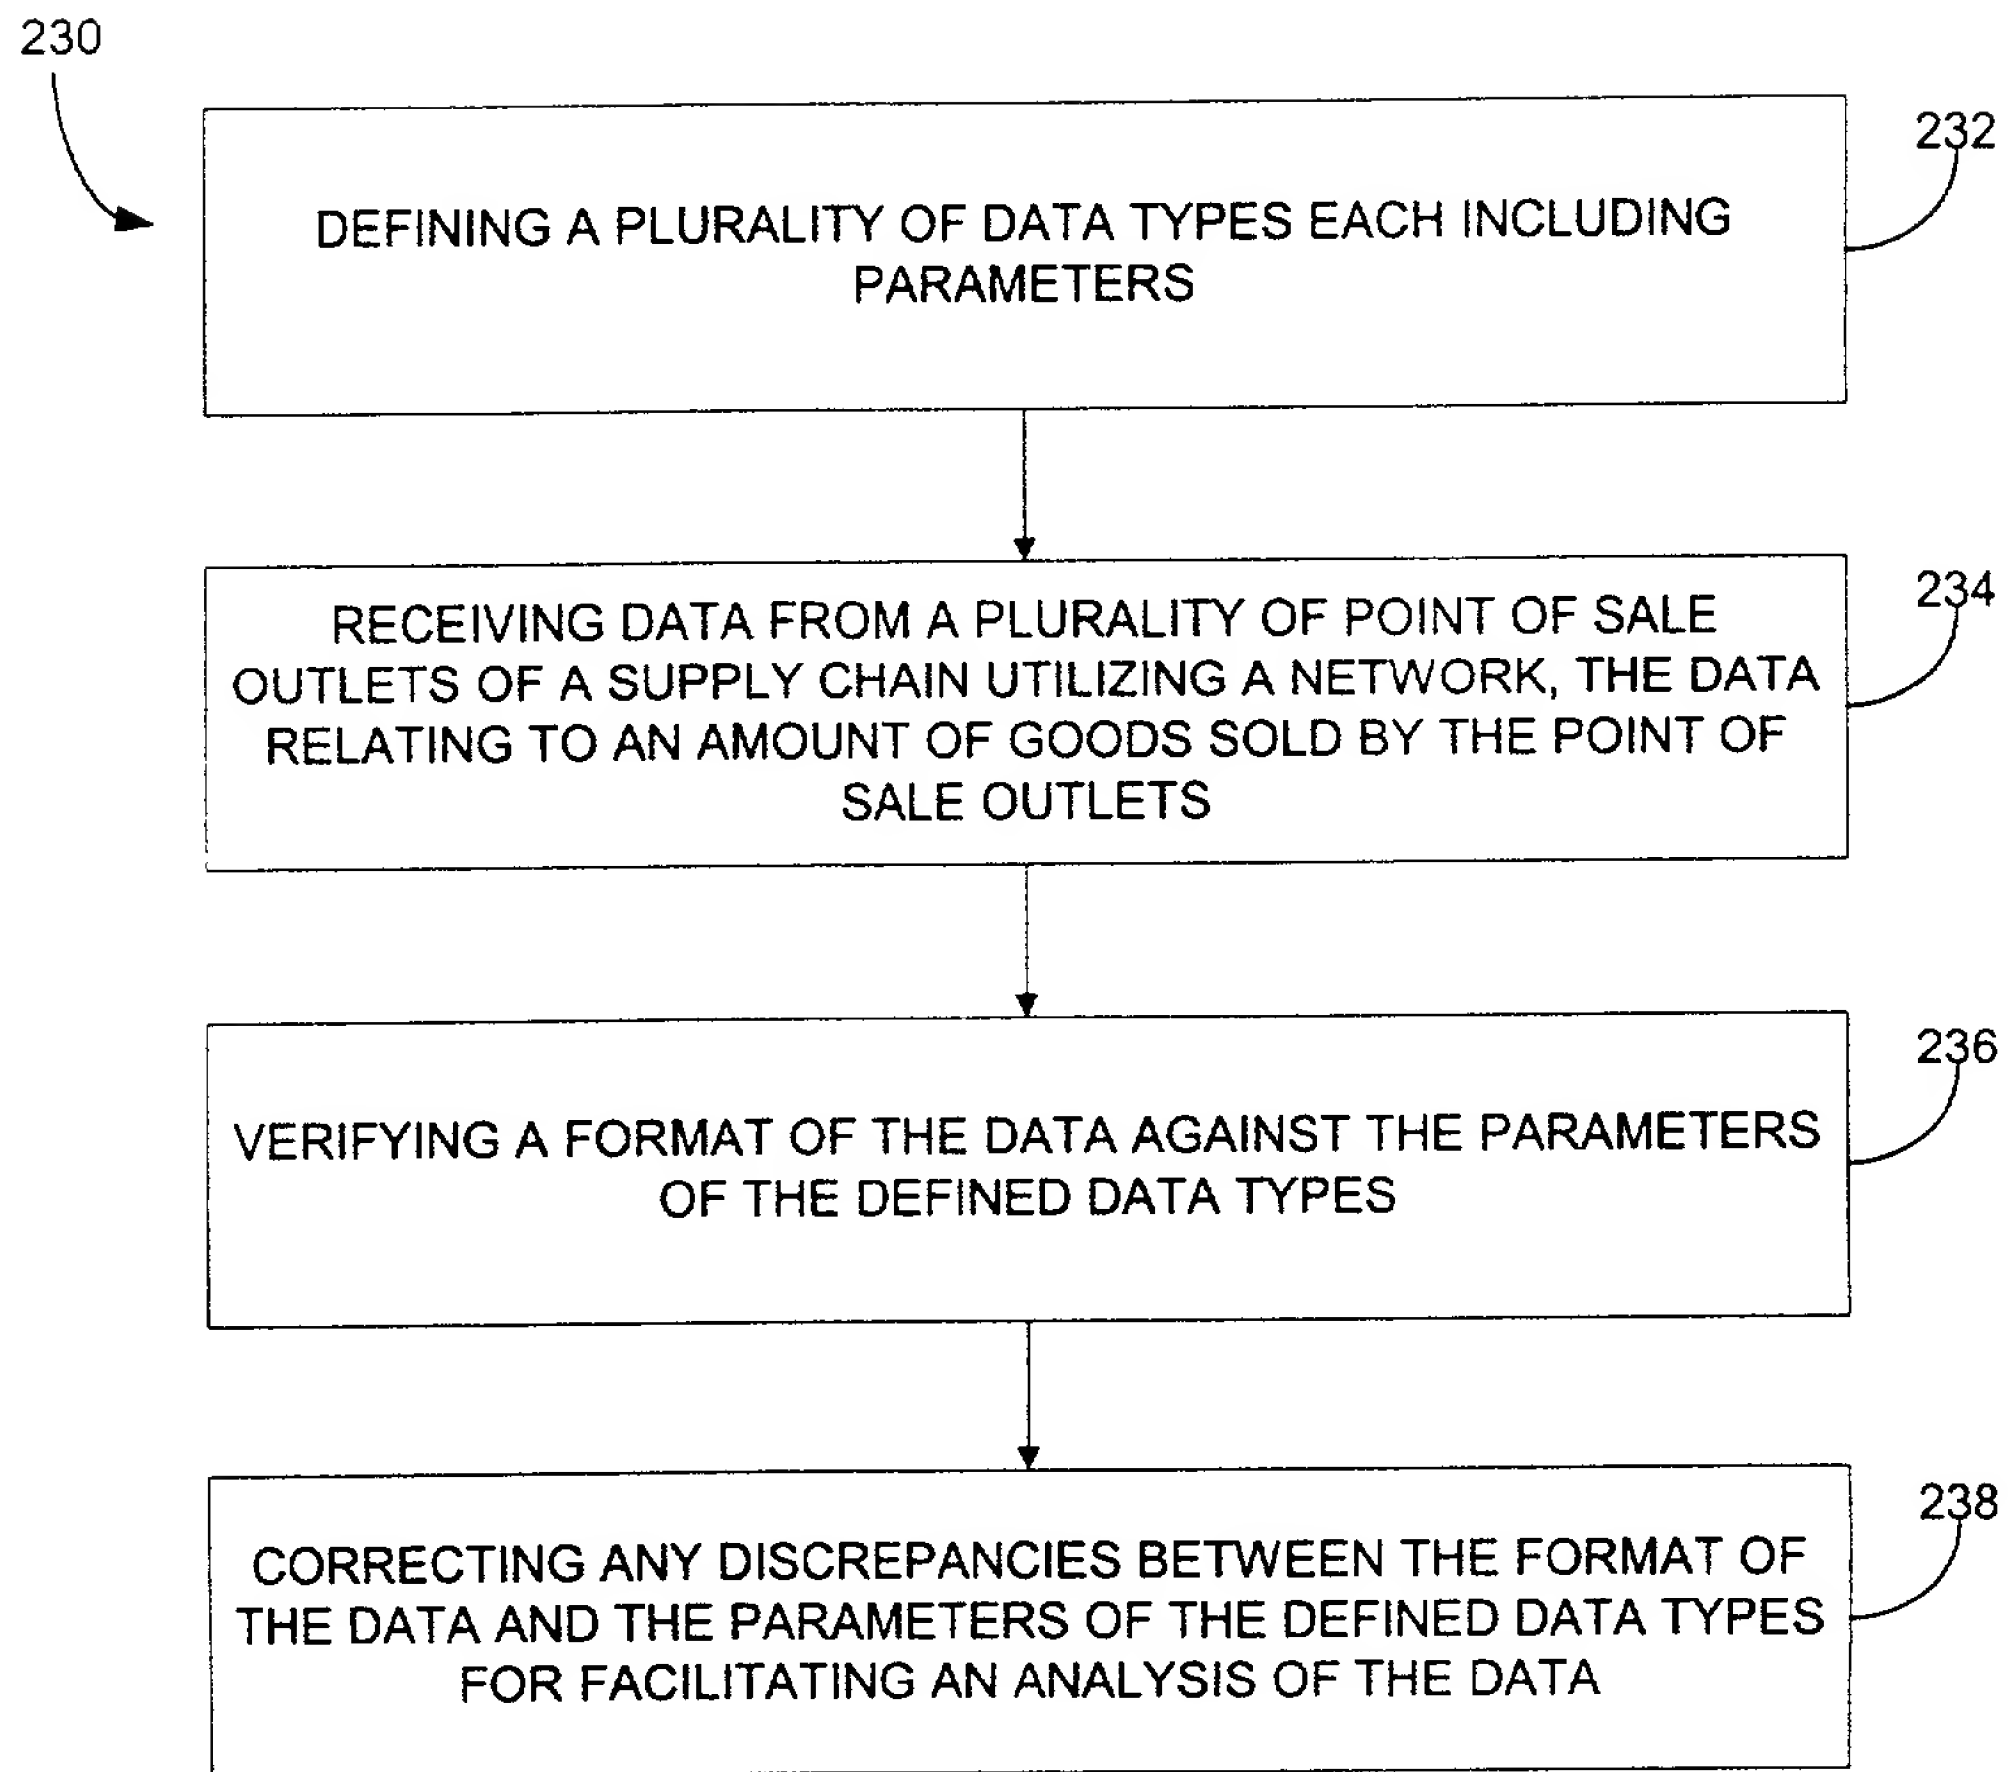 230
232
DEFINING A PLURALITY OF DATA TYPES EACH INCLUDING
PARAMETERS
234
RECEIVING DATA FROM A PLURALITY OF POINT OF SALE
OUTLETS OF A SUPPLY CHAIN UTILIZING A NETWORK, THE DATA
RELATING TO AN AMOUNT OF GOODS SOLD BY THE POINT OF
SALE OUTLETS
236
VERIFYING A FORMAT OF THE DATA AGAINST THE PARAMETERS
OF THE DEFINED DATA TYPES
238
CORRECTING ANY DISCREPANCIES BETWEEN THE FORMAT OF
THE DATA AND THE PARAMETERS OF THE DEFINED DATA TYPES
FOR FACILITATING AN ANALYSIS OF THE DATA